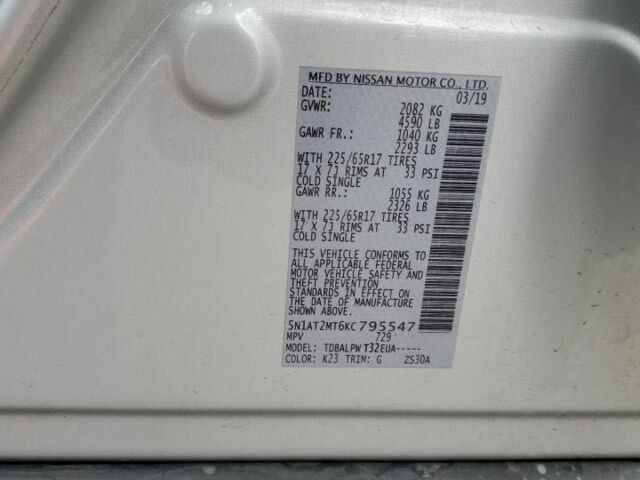 MFD BY NISSAN MOTOR CO., LTD.
DATE: 03/19
GVWR: 2082 KG
4590 LB
GAWR FR.: 1040 KG
2293 LB
WITH 225/65R17 TIRES
17 X 7J RIMS AT 33 PSI
COLD SINGLE
GAWR RR.: 1055 KG
2326 LB
WITH 225/65R17 TIRES
17 X 7J RIMS AT 33 PSI
COLD SINGLE
THIS VEHICLE CONFORMS TO
ALL APPLICABLE FEDERAL
MOTOR VEHICLE SAFETY AND
THEFT PREVENTION
STANDARDS IN EFFECT ON
THE DATE OF MANUFACTURE
SHOWN ABOVE.
5N1AT2MT6KC795547
MPV 729
MODEL: TDBALPWT32EUA-----
COLOR: K23 TRIM: G ZS30A